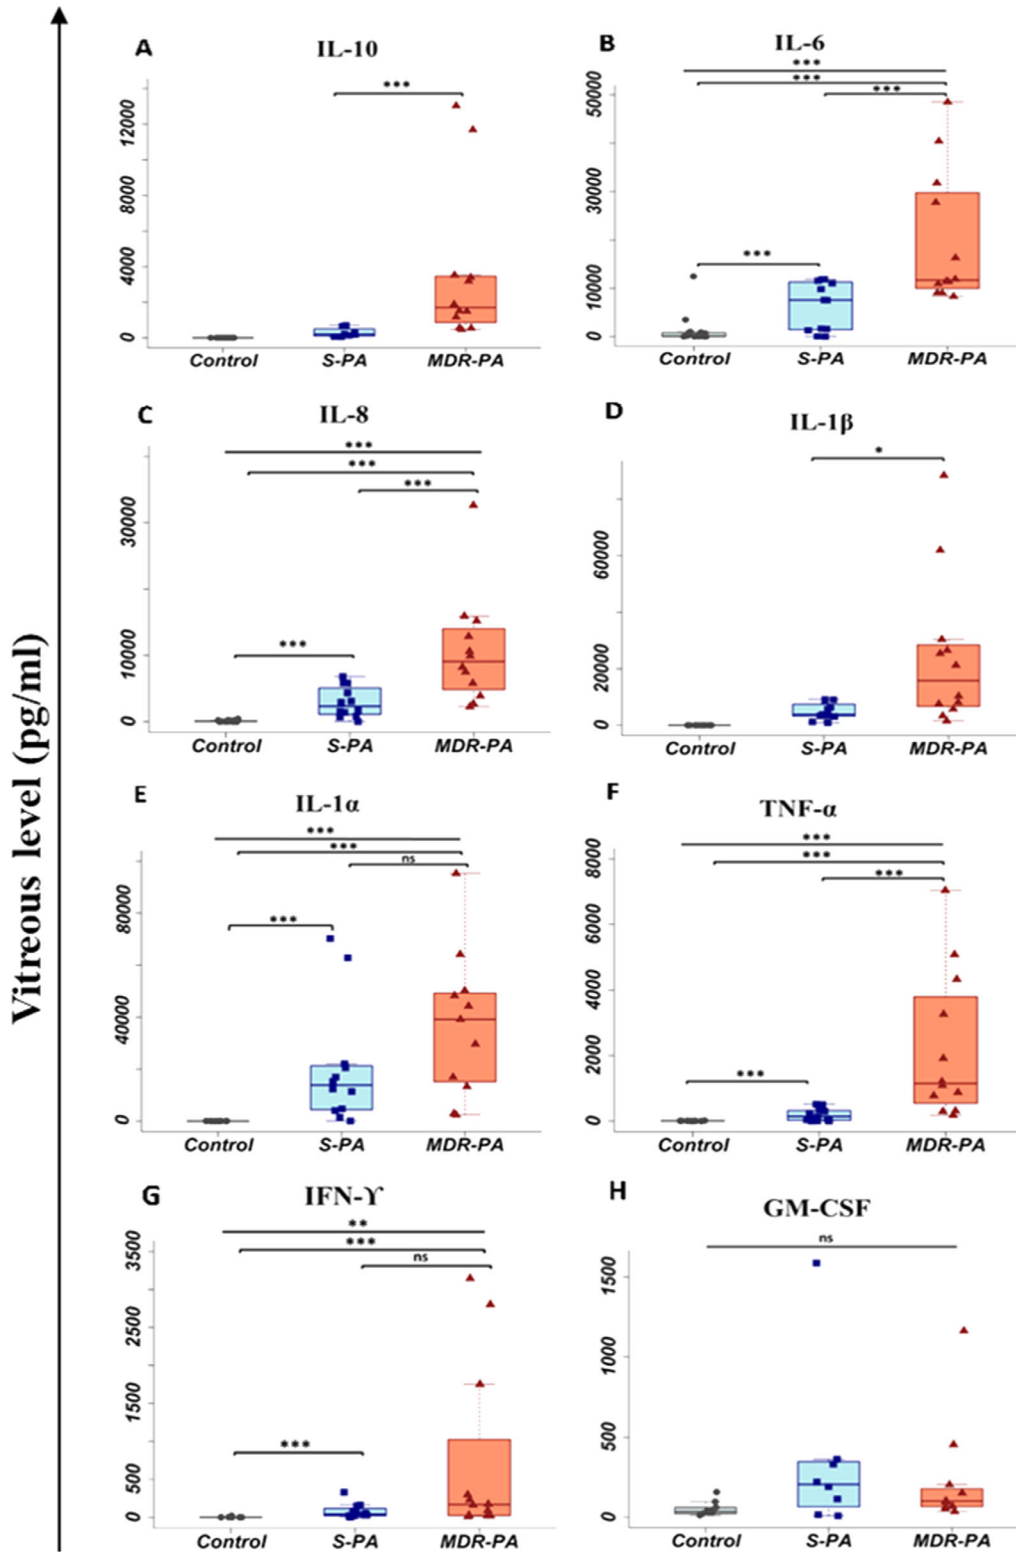 Vitreous level (pg/ml)
A
IL-10
***
12000
8000
4000
0
Control S-PA MDR-PA
B
IL-6
***
***
***
***
50000
30000
10000
0
Control S-PA MDR-PA
C
IL-8
***
***
***
***
30000
10000
0
Control S-PA MDR-PA
D
IL-1β
*
60000
20000
0
Control S-PA MDR-PA
E
IL-1α
***
***
ns
***
80000
40000
0
Control S-PA MDR-PA
F
TNF-α
***
***
***
***
8000
6000
4000
2000
0
Control S-PA MDR-PA
G
IFN-ϒ
**
***
ns
***
3500
2500
1500
500
0
Control S-PA MDR-PA
H
GM-CSF
ns
1500
1000
500
0
Control S-PA MDR-PA